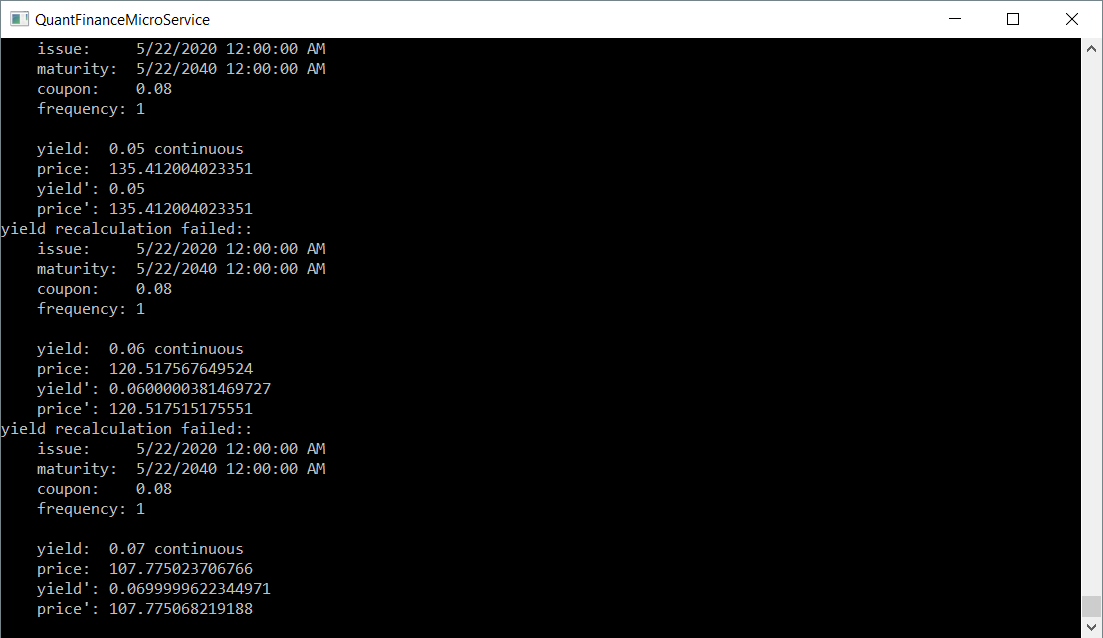 QuantFinanceMicroService
issue: 5/22/2020 12:00:00 AM
maturity: 5/22/2040 12:00:00 AM
coupon: 0.08
frequency: 1
yield: 0.05 continuous
price: 135.412004023351
yield': 0.05
price': 135.412004023351
yield recalculation failed::
issue: 5/22/2020 12:00:00 AM
maturity: 5/22/2040 12:00:00 AM
coupon: 0.08
frequency: 1
yield: 0.06 continuous
price: 120.517567649524
yield': 0.0600000381469727
price': 120.517515175551
yield recalculation failed::
issue: 5/22/2020 12:00:00 AM
maturity: 5/22/2040 12:00:00 AM
coupon: 0.08
frequency: 1
yield: 0.07 continuous
price: 107.775023706766
yield': 0.0699999622344971
price': 107.775068219188